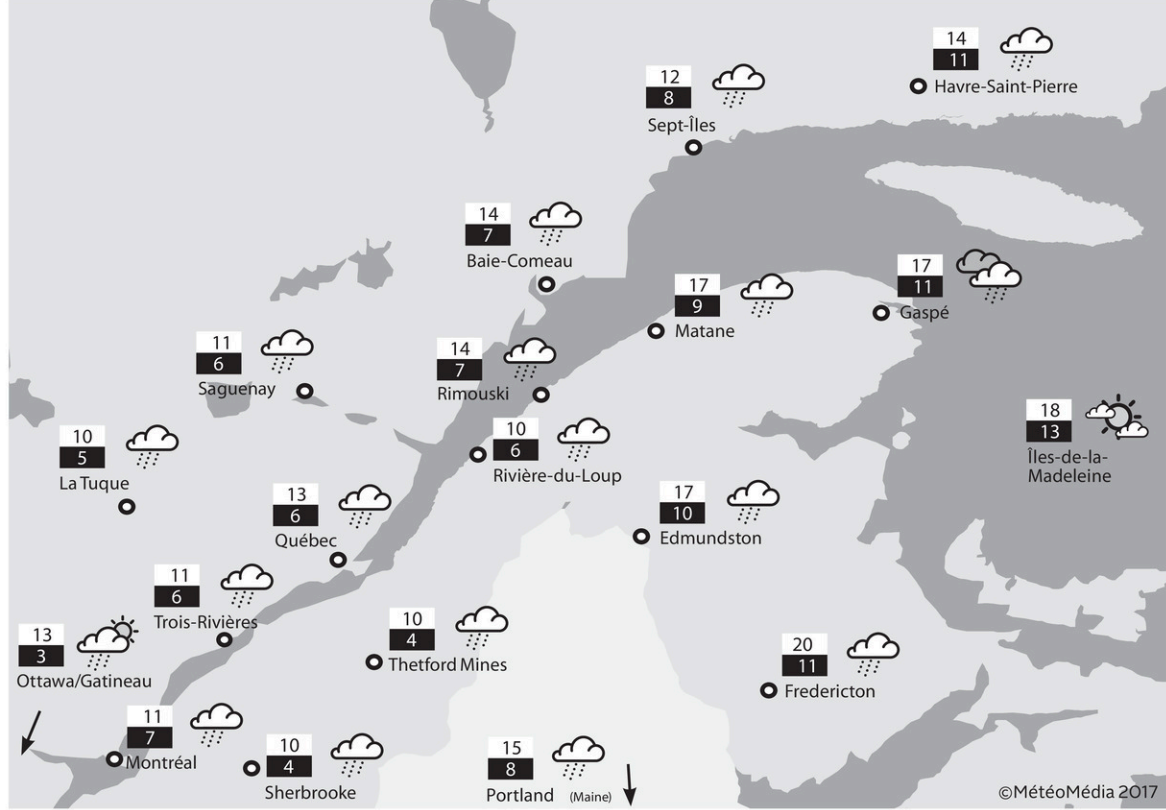 14
11
Havre-Saint-Pierre
12
8
Sept-Îles
14
7
Baie-Comeau
17
11
Gaspé
17
9
Matane
11
6
Saguenay
14
7
Rimouski
18
13
Îles-de-la-
Madeleine
10
5
La Tuque
10
6
Rivière-du-Loup
13
6
Québec
17
10
Edmundston
11
6
Trois-Rivières
10
4
Thetford Mines
13
3
Ottawa/Gatineau
20
11
Fredericton
11
7
Montréal
10
4
Sherbrooke
15
8
Portland (Maine)
©MétéoMédia 2017